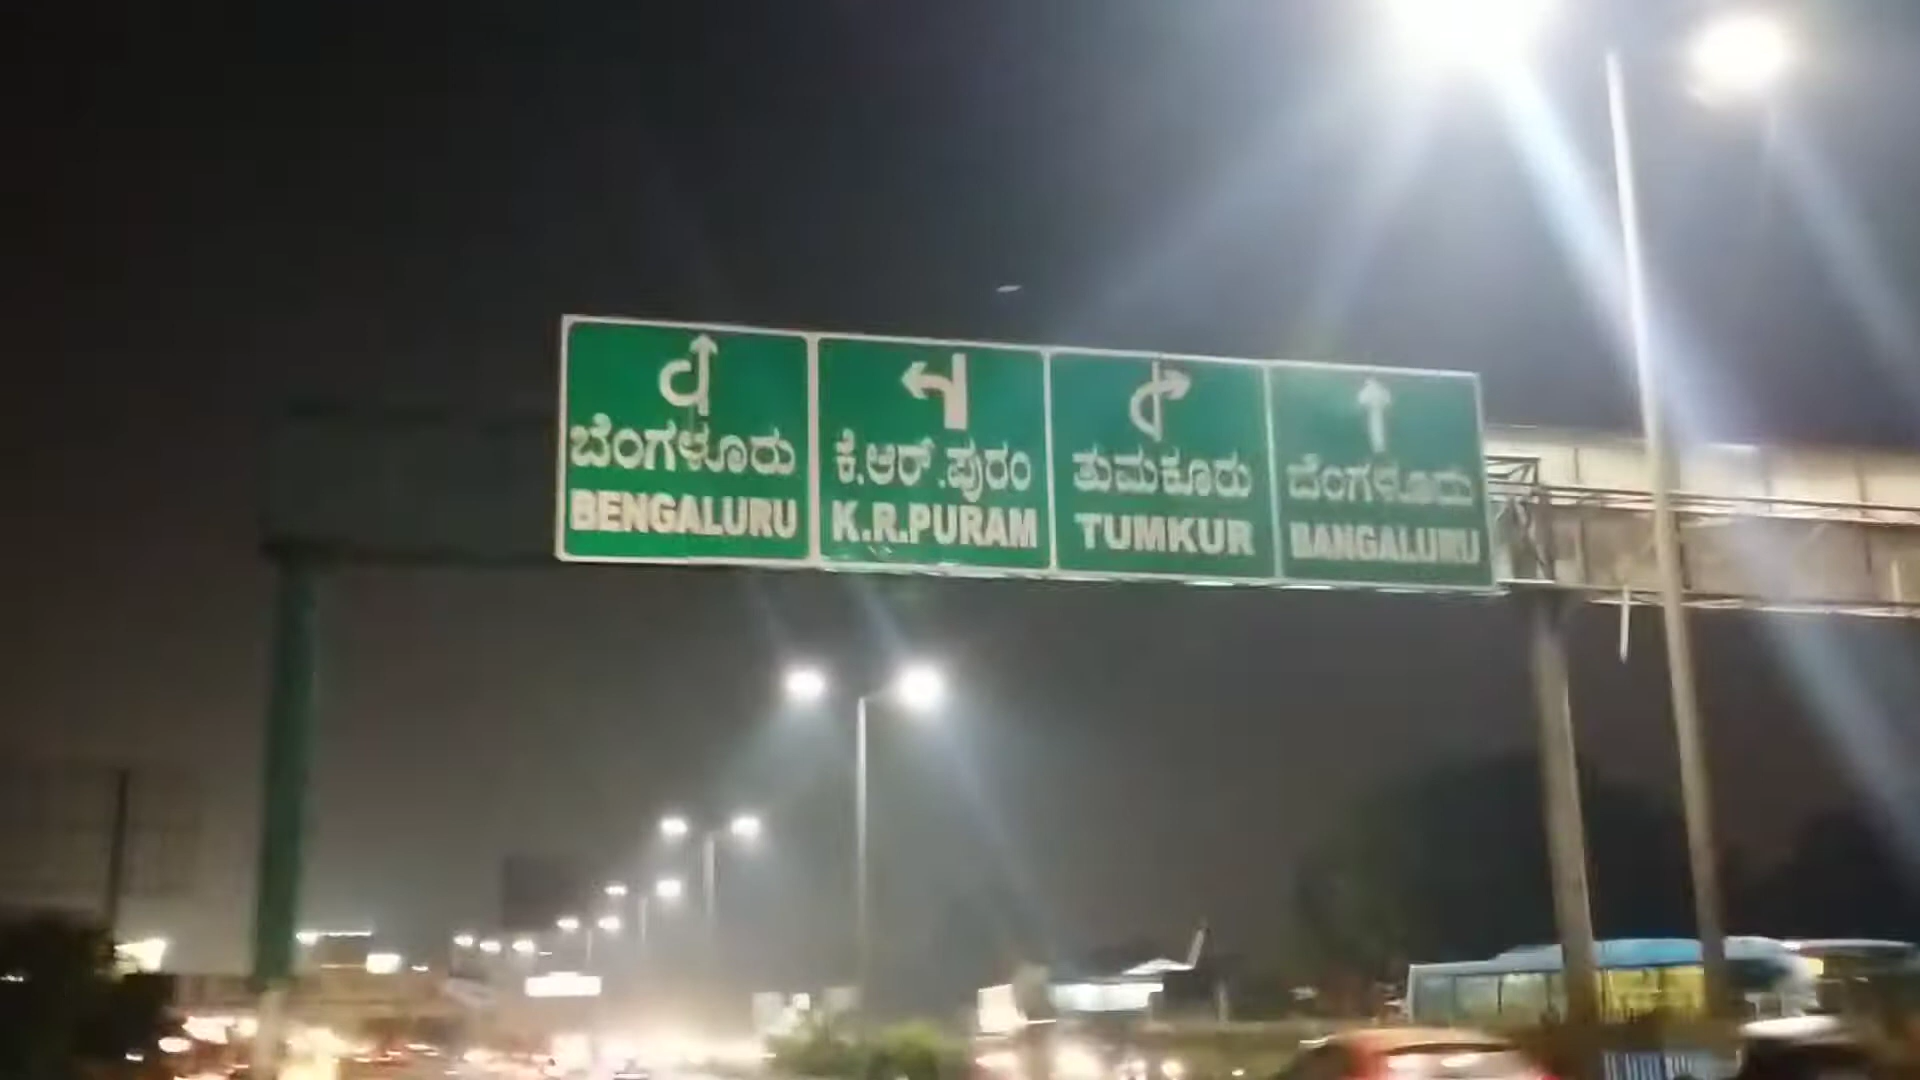 ಬೆಂಗಳೂರು
BENGALURU
ಕೆ.ಆರ್.ಪುರಂ
K.R.PURAM
ತುಮಕೂರು
TUMKUR
ಬೆಂಗಳೂರು
BANGALURU